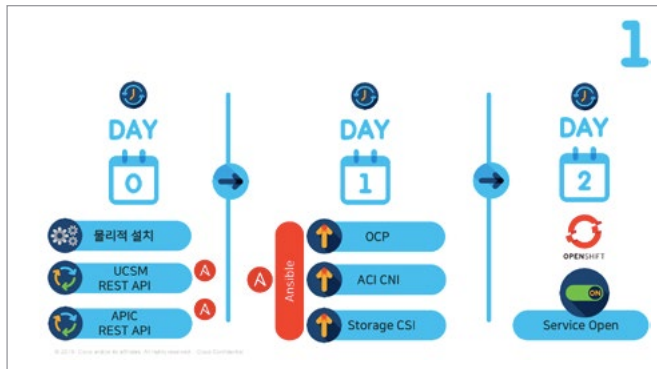 1
DAY
0
물리적 설치
UCSM
REST API
APIC
REST API
DAY
1
Ansible
OCP
ACI CNI
Storage CSI
DAY
2
OPENSHIFT
ON
Service Open